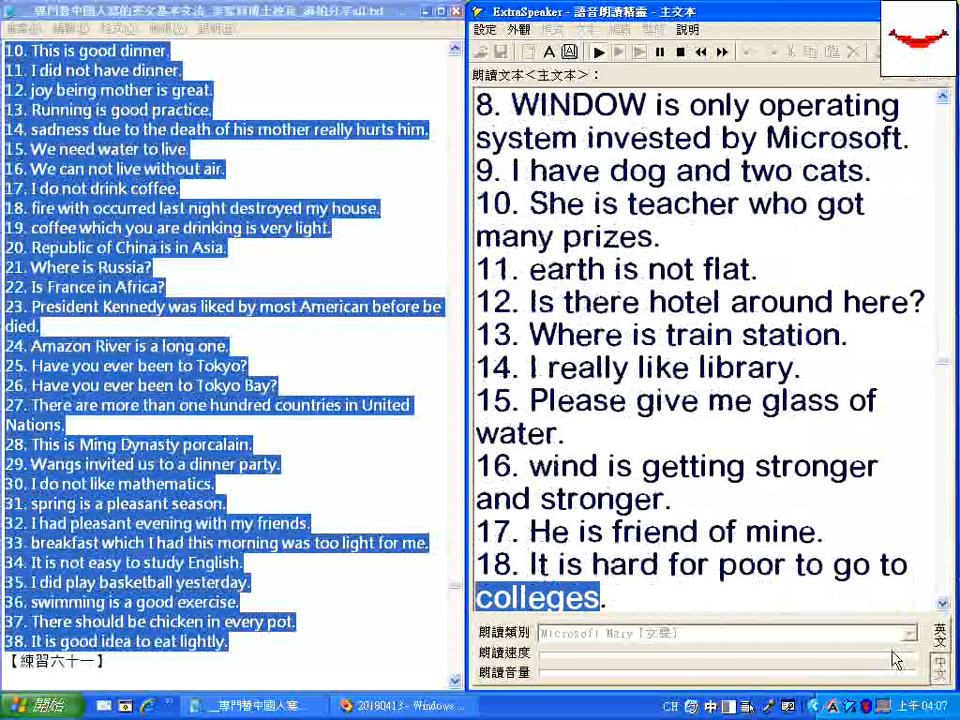 10. This is good dinner.
11. I did not have dinner.
12. joy being mother is great.
13. Running is good practice.
14. sadness due to the death of his mother really hurts him.
15. We need water to live.
16. We can not live without air.
17. I do not drink coffee.
18. fire with occurred last night destroyed my house.
19. coffee which you are drinking is very light.
20. Republic of China is in Asia.
21. Where is Russia?
22. Is France in Africa?
23. President Kennedy was liked by most American before be
died.
24. Amazon River is a long one.
25. Have you ever been to Tokyo?
26. Have you ever been to Tokyo Bay?
27. There are more than one hundred countries in United
Nations.
28. This is Ming Dynasty porcalain.
29. Wangs invited us to a dinner party.
30. I do not like mathematics.
31. spring is a pleasant season.
32. I had pleasant evening with my friends.
33. breakfast which I had this morning was too light for me.
34. It is not easy to study English.
35. I did play basketball yesterday.
36. swimming is a good exercise.
37. There should be chicken in every pot.
38. It is good idea to eat lightly.
【練習六十一】
ExtraSpeaker - 語音朗讀精靈 - 主文本
設定 外觀 說明
朗讀文本<主文本>：
8. WINDOW is only operating
system invested by Microsoft.
9. I have dog and two cats.
10. She is teacher who got
many prizes.
11. earth is not flat.
12. Is there hotel around here?
13. Where is train station.
14. I really like library.
15. Please give me glass of
water.
16. wind is getting stronger
and stronger.
17. He is friend of mine.
18. It is hard for poor to go to
colleges.
朗讀類別 Microsoft Mary【女聲】
朗讀速度
朗讀音量
英文
中文
開始
__專門替中國人寫...
20180413 - Windows ...
CH
中
上午 04:07